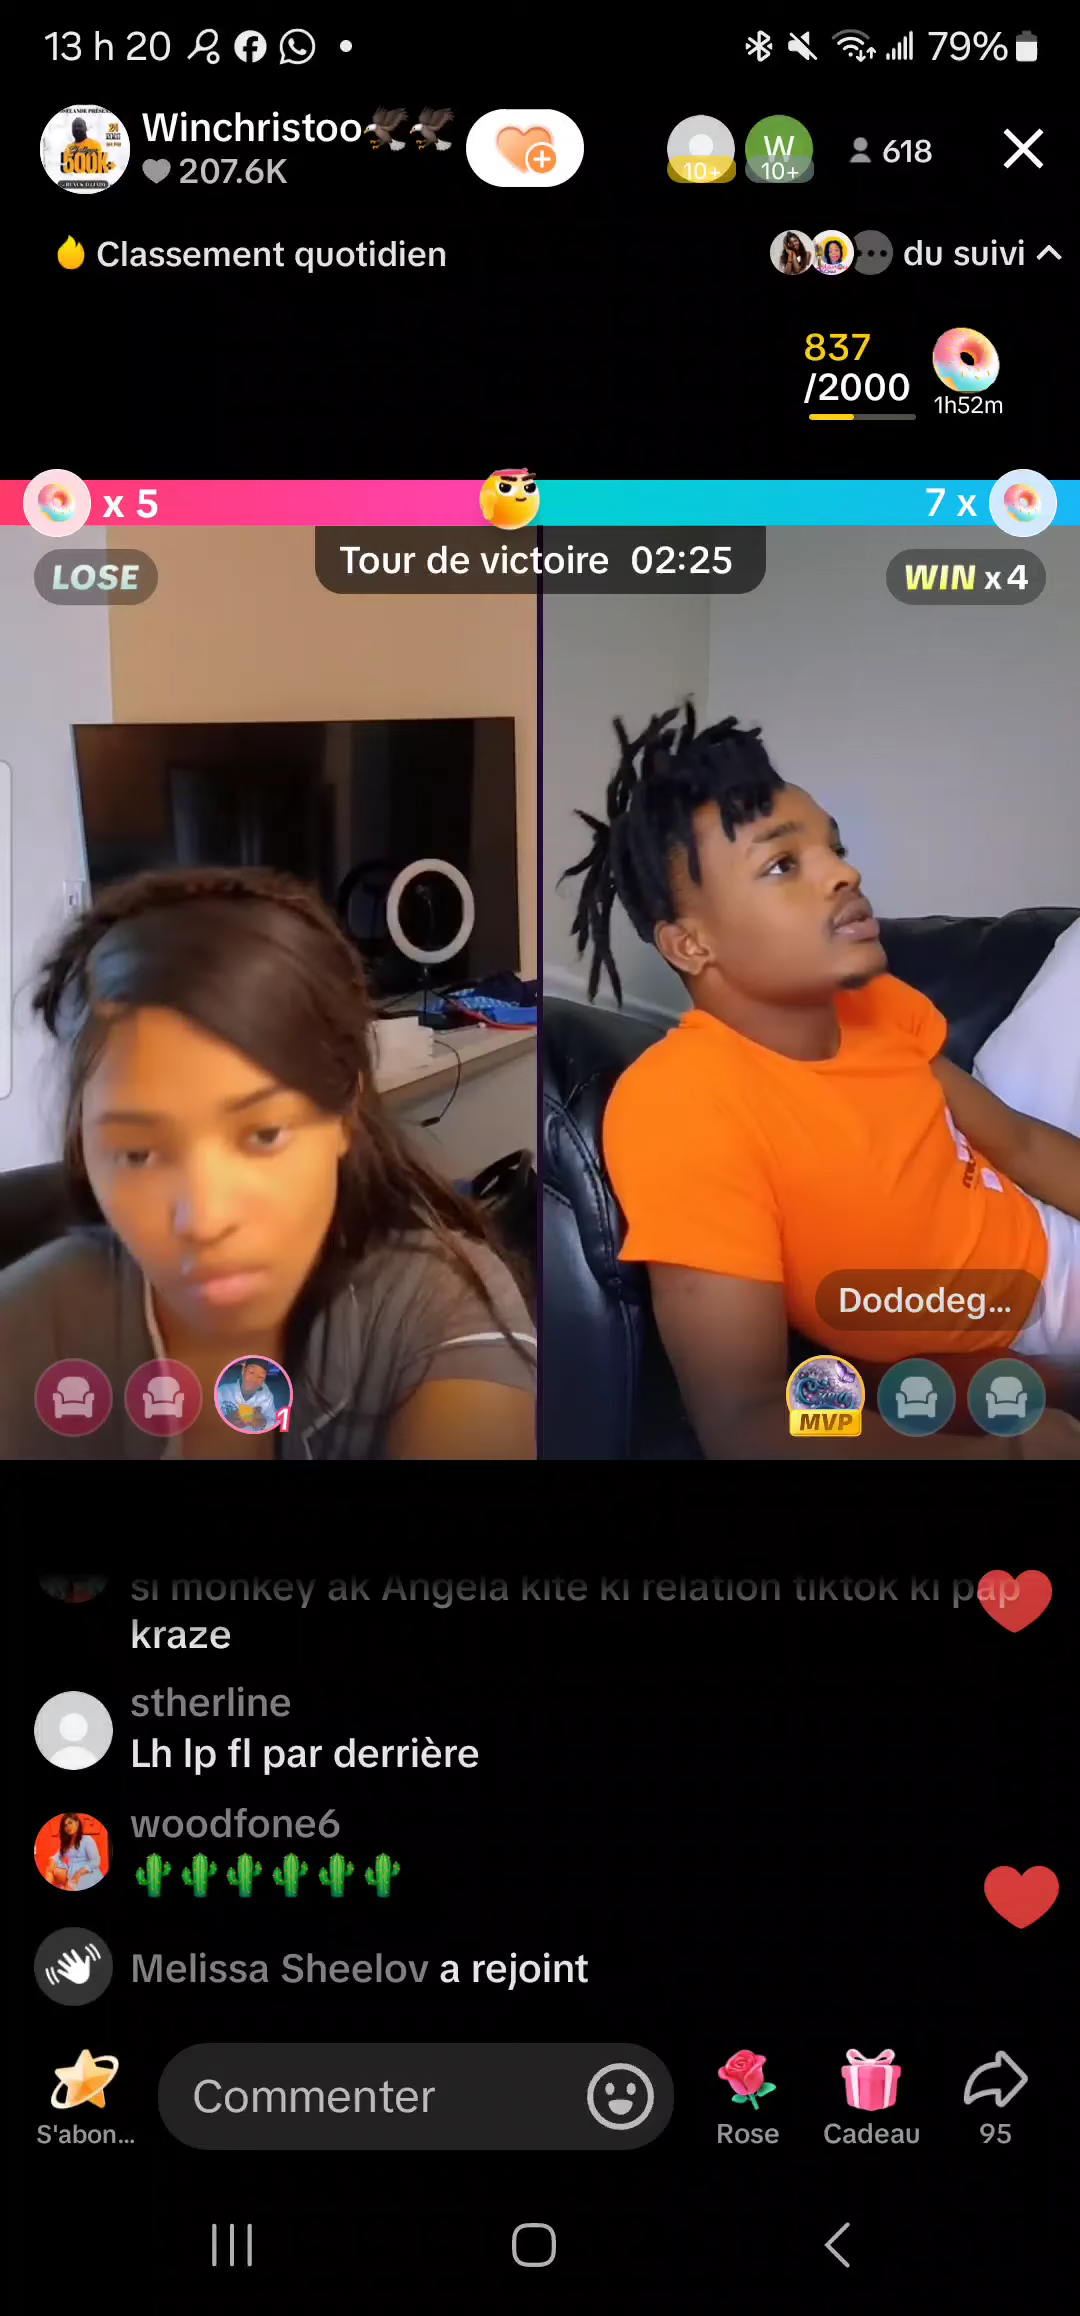 13 h 20
79%
Winchristoo
207.6K
500K
10+
W
10+
618
Classement quotidien
du suivi
837
/2000
1h52m
x 5
7 x
Tour de victoire 02:25
LOSE
WIN x 4
Dododeg...
1
MVP
si monkey ak Angela kite ki relation tiktok ki pap
kraze
stherline
Lh lp fl par derrière
woodfone6
Melissa Sheelov a rejoint
S'abon...
Commenter
Rose
Cadeau
95